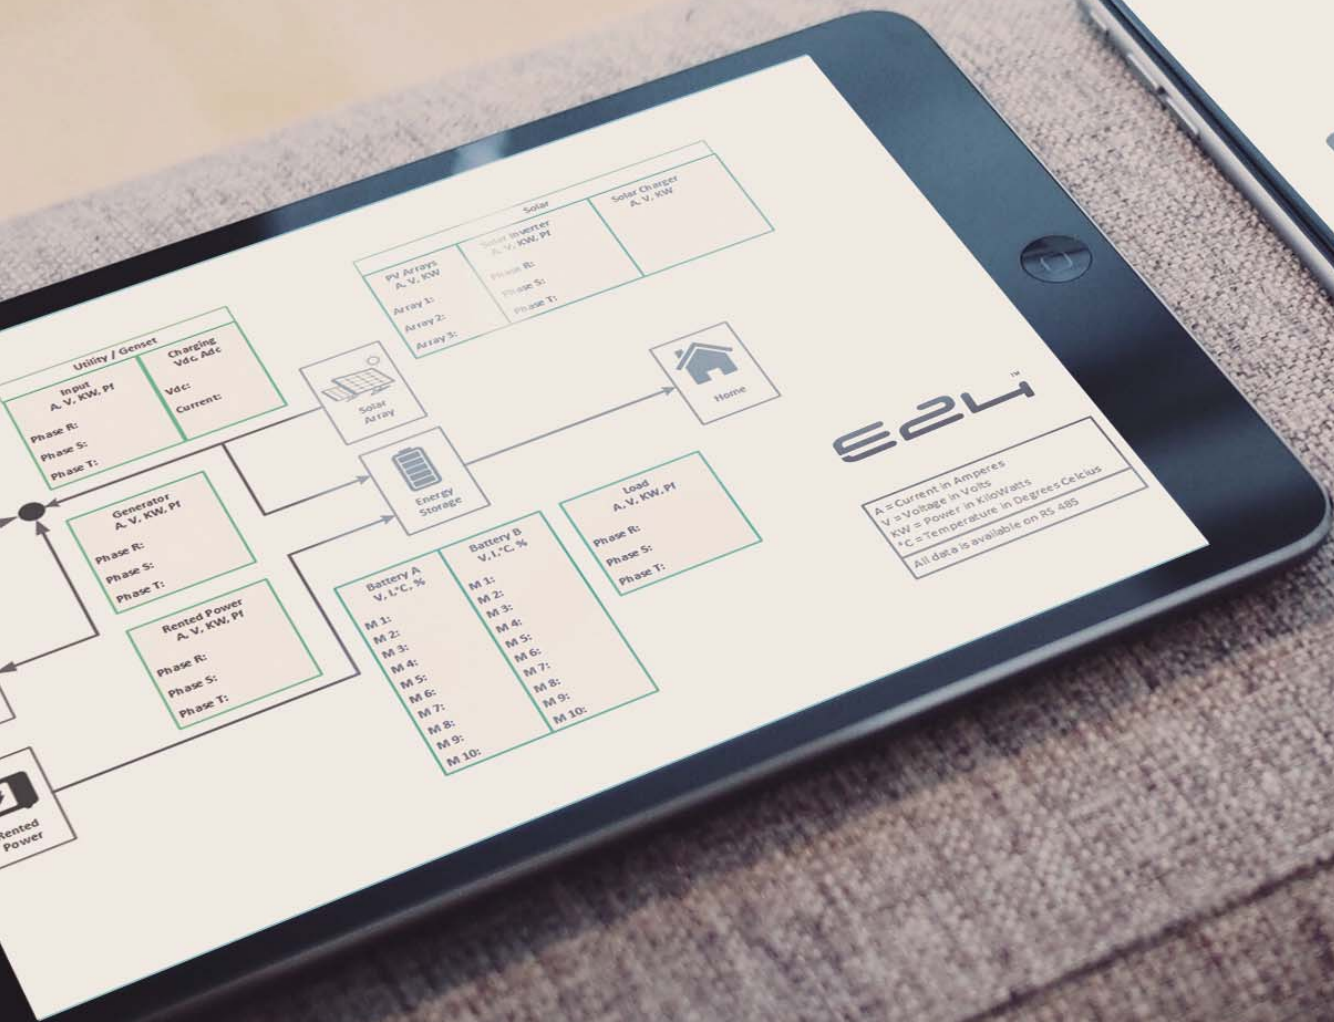 Solar
PV Arrays
A, V, KW
Array 1:
Array 2:
Array 3:
Solar Inverter
A, V, KW, Pf
Phase R:
Phase S:
Phase T:
Solar Charger
A, V, KW
Utility / Genset
Input
A, V, KW, Pf
Phase R:
Phase S:
Phase T:
Charging
Vdc, Adc
Vdc:
Current:
Solar
Array
Home
Energy
Storage
Generator
A, V, KW, Pf
Phase R:
Phase S:
Phase T:
Rented Power
A, V, KW, Pf
Phase R:
Phase S:
Phase T:
Battery A
V, I,°C, %
M 1:
M 2:
M 3:
M 4:
M 5:
M 6:
M 7:
M 8:
M 9:
M 10:
Battery B
V, I,°C, %
M 1:
M 2:
M 3:
M 4:
M 5:
M 6:
M 7:
M 8:
M 9:
M 10:
Load
A, V, KW, Pf
Phase R:
Phase S:
Phase T:
E24™
A = Current in Amperes
V = Voltage in Volts
KW = Power in KiloWatts
°C = Temperature in Degrees Celcius
All data is available on RS 485
Rented
Power